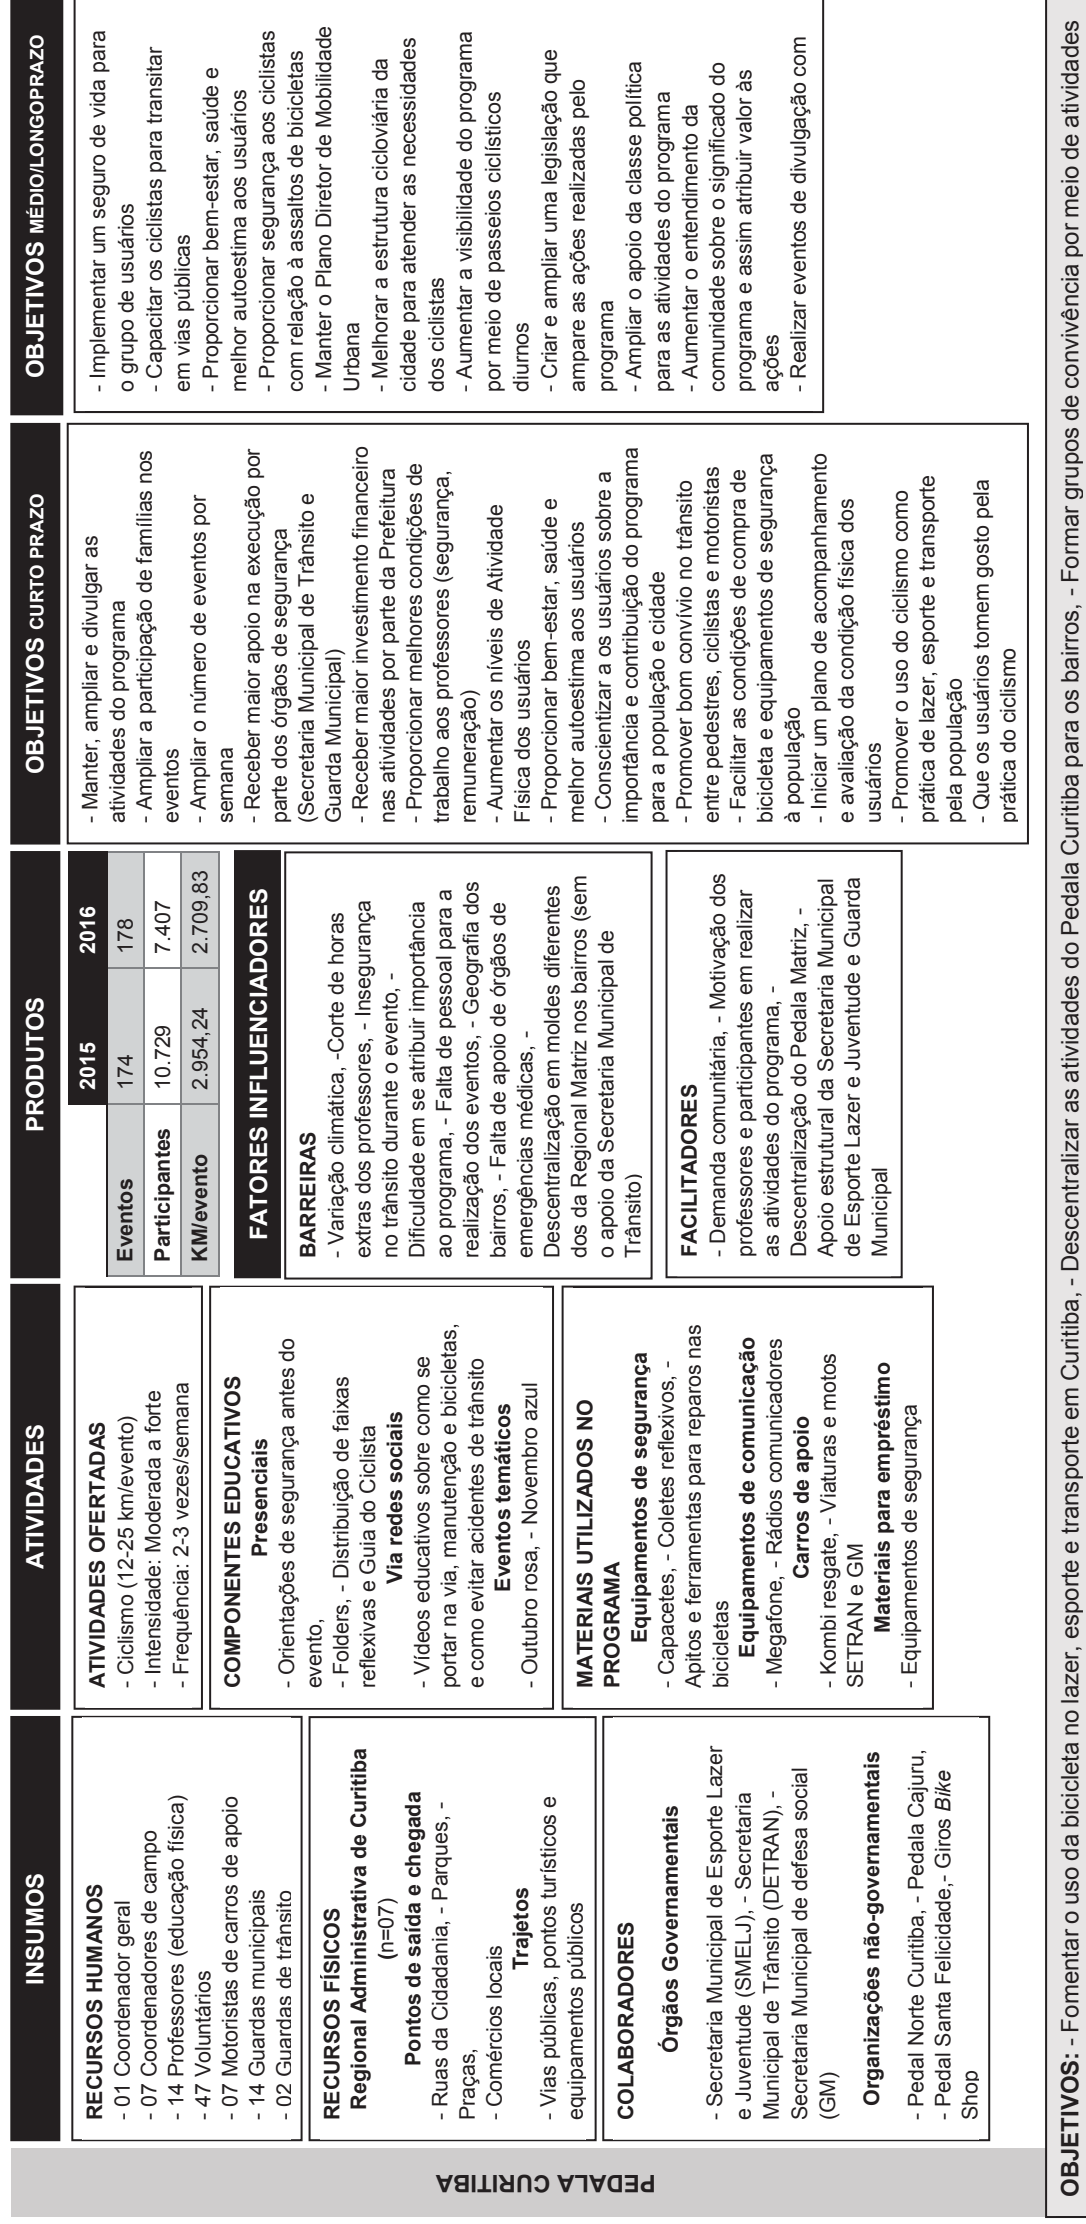 PEDALA CURITIBA
INSUMOS
RECURSOS HUMANOS
- 01 Coordenador geral
- 07 Coordenadores de campo
- 14 Professores (educação física)
- 47 Voluntários
- 07 Motoristas de carros de apoio
- 14 Guardas municipais
- 02 Guardas de trânsito
RECURSOS FÍSICOS
Regional Administrativa de Curitiba
(n=07)
Pontos de saída e chegada
- Ruas da Cidadania, - Parques, -
Praças,
- Comércios locais
Trajetos
- Vias públicas, pontos turísticos e
equipamentos públicos
COLABORADORES
Órgãos Governamentais
- Secretaria Municipal de Esporte Lazer
e Juventude (SMELJ), - Secretaria
Municipal de Trânsito (DETRAN), -
Secretaria Municipal de defesa social
(GM)
Organizações não-governamentais
- Pedal Norte Curitiba, - Pedala Cajuru,
- Pedal Santa Felicidade,- Giros Bike
Shop
ATIVIDADES
ATIVIDADES OFERTADAS
- Ciclismo (12-25 km/evento)
- Intensidade: Moderada a forte
- Frequência: 2-3 vezes/semana
COMPONENTES EDUCATIVOS
Presenciais
- Orientações de segurança antes do
evento,
- Folders, - Distribuição de faixas
reflexivas e Guia do Ciclista
Via redes sociais
- Vídeos educativos sobre como se
portar na via, manutenção e bicicletas,
e como evitar acidentes de trânsito
Eventos temáticos
- Outubro rosa, - Novembro azul
MATERIAIS UTILIZADOS NO
PROGRAMA
Equipamentos de segurança
- Capacetes, - Coletes reflexivos, -
Apitos e ferramentas para reparos nas
bicicletas
Equipamentos de comunicação
- Megafone, - Rádios comunicadores
Carros de apoio
- Kombi resgate, - Viaturas e motos
SETRAN e GM
Materiais para empréstimo
- Equipamentos de segurança
PRODUTOS
2015 2016
Eventos 174 178
Participantes 10.729 7.407
KM/evento 2.954,24 2.709,83
FATORES INFLUENCIADORES
BARREIRAS
- Variação climática, -Corte de horas
extras dos professores, - Insegurança
no trânsito durante o evento, -
Dificuldade em se atribuir importância
ao programa, - Falta de pessoal para a
realização dos eventos, - Geografia dos
bairros, - Falta de apoio de órgãos de
emergências médicas, -
Descentralização em moldes diferentes
dos da Regional Matriz nos bairros (sem
o apoio da Secretaria Municipal de
Trânsito)
FACILITADORES
- Demanda comunitária, - Motivação dos
professores e participantes em realizar
as atividades do programa, -
Descentralização do Pedala Matriz, -
Apoio estrutural da Secretaria Municipal
de Esporte Lazer e Juventude e Guarda
Municipal
OBJETIVOS CURTO PRAZO
- Manter, ampliar e divulgar as
atividades do programa
- Ampliar a participação de famílias nos
eventos
- Ampliar o número de eventos por
semana
- Receber maior apoio na execução por
parte dos órgãos de segurança
(Secretaria Municipal de Trânsito e
Guarda Municipal)
- Receber maior investimento financeiro
nas atividades por parte da Prefeitura
- Proporcionar melhores condições de
trabalho aos professores (segurança,
remuneração)
- Aumentar os níveis de Atividade
Física dos usuários
- Proporcionar bem-estar, saúde e
melhor autoestima aos usuários
- Conscientizar a os usuários sobre a
importância e contribuição do programa
para a população e cidade
- Promover bom convívio no trânsito
entre pedestres, ciclistas e motoristas
- Facilitar as condições de compra de
bicicleta e equipamentos de segurança
à população
- Iniciar um plano de acompanhamento
e avaliação da condição física dos
usuários
- Promover o uso do ciclismo como
prática de lazer, esporte e transporte
pela população
- Que os usuários tomem gosto pela
prática do ciclismo
OBJETIVOS MÉDIO/LONGOPRAZO
- Implementar um seguro de vida para
o grupo de usuários
- Capacitar os ciclistas para transitar
em vias públicas
- Proporcionar bem-estar, saúde e
melhor autoestima aos usuários
- Proporcionar segurança aos ciclistas
com relação à assaltos de bicicletas
- Manter o Plano Diretor de Mobilidade
Urbana
- Melhorar a estrutura cicloviária da
cidade para atender as necessidades
dos ciclistas
- Aumentar a visibilidade do programa
por meio de passeios ciclísticos
diurnos
- Criar e ampliar uma legislação que
ampare as ações realizadas pelo
programa
- Ampliar o apoio da classe política
para as atividades do programa
- Aumentar o entendimento da
comunidade sobre o significado do
programa e assim atribuir valor às
ações
- Realizar eventos de divulgação com
OBJETIVOS: - Fomentar o uso da bicicleta no lazer, esporte e transporte em Curitiba, - Descentralizar as atividades do Pedala Curitiba para os bairros, - Formar grupos de convivência por meio de atividades